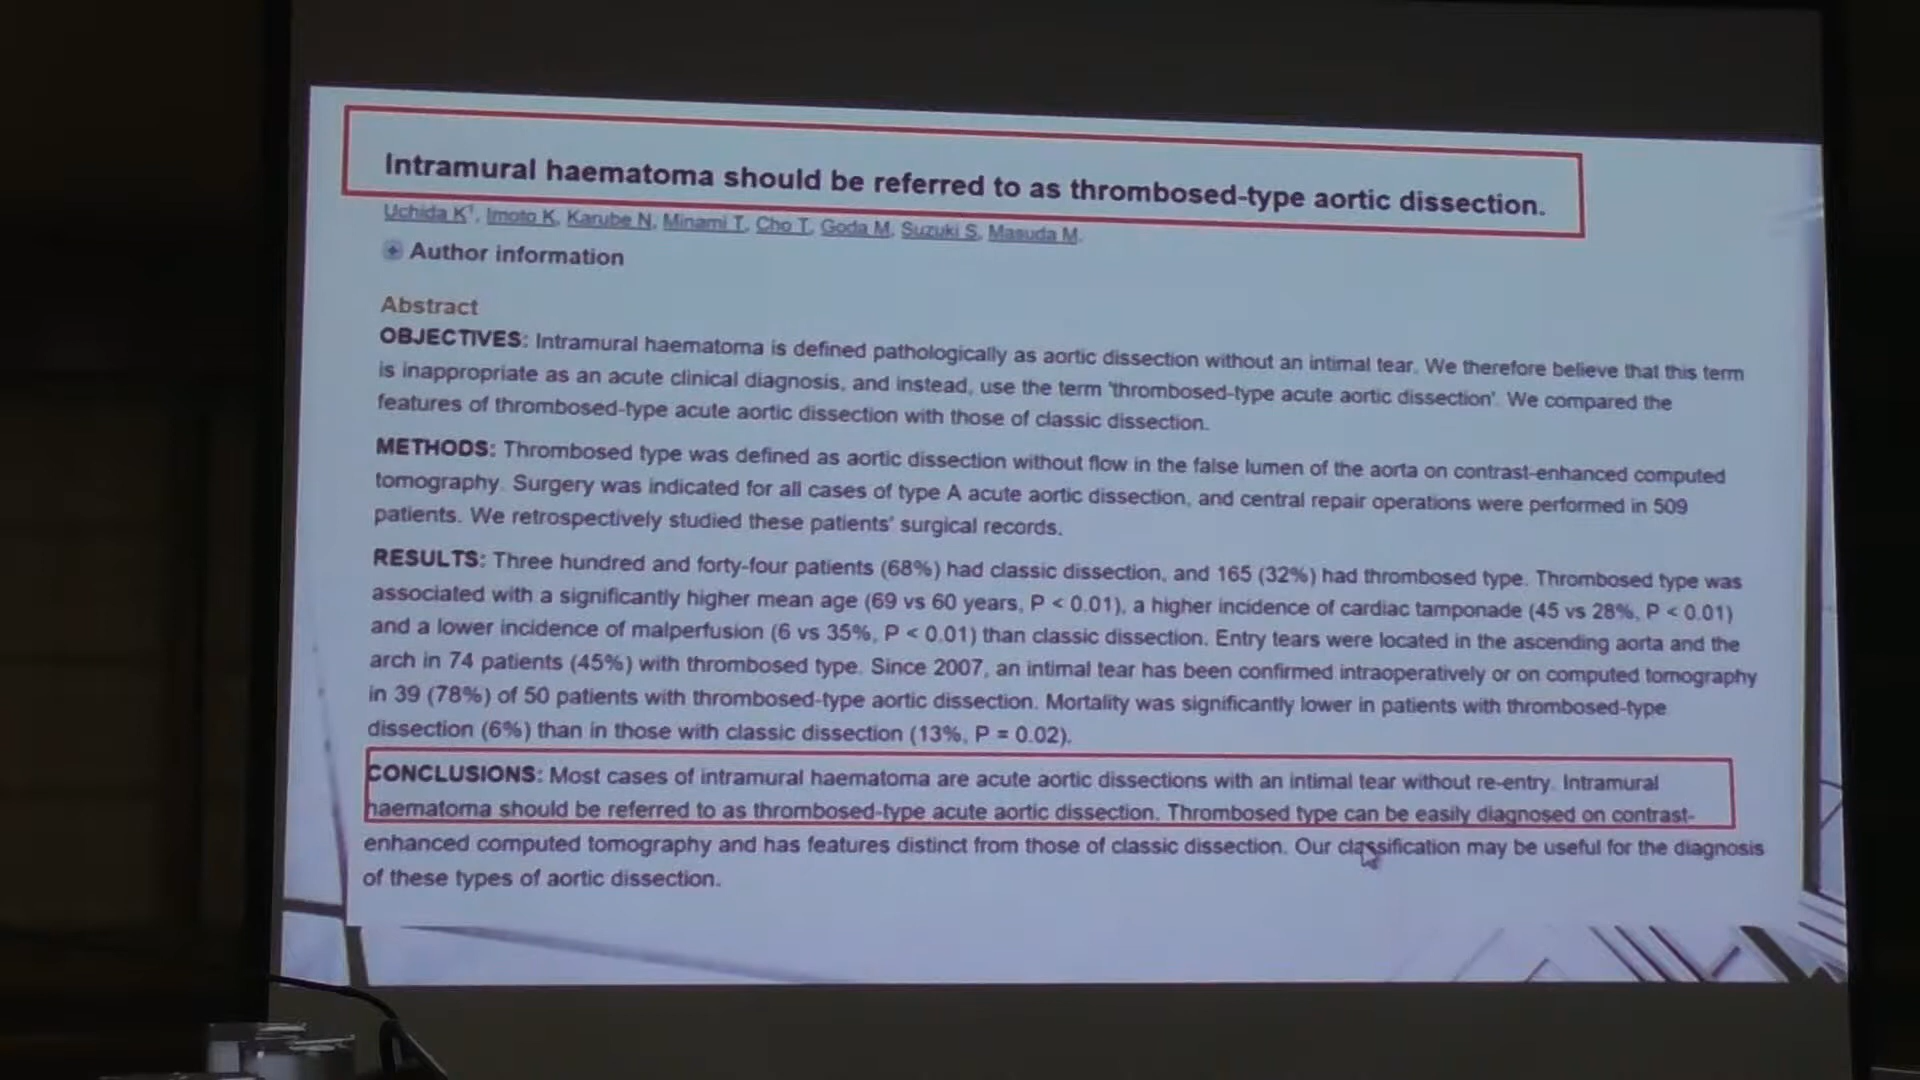 Intramural haematoma should be referred to as thrombosed-type aortic dissection.
Uchida K1, Imoto K, Karube N, Minami T, Cho T, Goda M, Suzuki S, Masuda M.
+ Author information
Abstract
OBJECTIVES: Intramural haematoma is defined pathologically as aortic dissection without an intimal tear. We therefore believe that this term
is inappropriate as an acute clinical diagnosis, and instead, use the term 'thrombosed-type acute aortic dissection'. We compared the
features of thrombosed-type acute aortic dissection with those of classic dissection.
METHODS: Thrombosed type was defined as aortic dissection without flow in the false lumen of the aorta on contrast-enhanced computed
tomography. Surgery was indicated for all cases of type A acute aortic dissection, and central repair operations were performed in 509
patients. We retrospectively studied these patients' surgical records.
RESULTS: Three hundred and forty-four patients (68%) had classic dissection, and 165 (32%) had thrombosed type. Thrombosed type was
associated with a significantly higher mean age (69 vs 60 years, P < 0.01), a higher incidence of cardiac tamponade (45 vs 28%, P < 0.01)
and a lower incidence of malperfusion (6 vs 35%, P < 0.01) than classic dissection. Entry tears were located in the ascending aorta and the
arch in 74 patients (45%) with thrombosed type. Since 2007, an intimal tear has been confirmed intraoperatively or on computed tomography
in 39 (78%) of 50 patients with thrombosed-type aortic dissection. Mortality was significantly lower in patients with thrombosed-type
dissection (6%) than in those with classic dissection (13%, P = 0.02).
CONCLUSIONS: Most cases of intramural haematoma are acute aortic dissections with an intimal tear without re-entry. Intramural
haematoma should be referred to as thrombosed-type acute aortic dissection. Thrombosed type can be easily diagnosed on contrast-
enhanced computed tomography and has features distinct from those of classic dissection. Our classification may be useful for the diagnosis
of these types of aortic dissection.